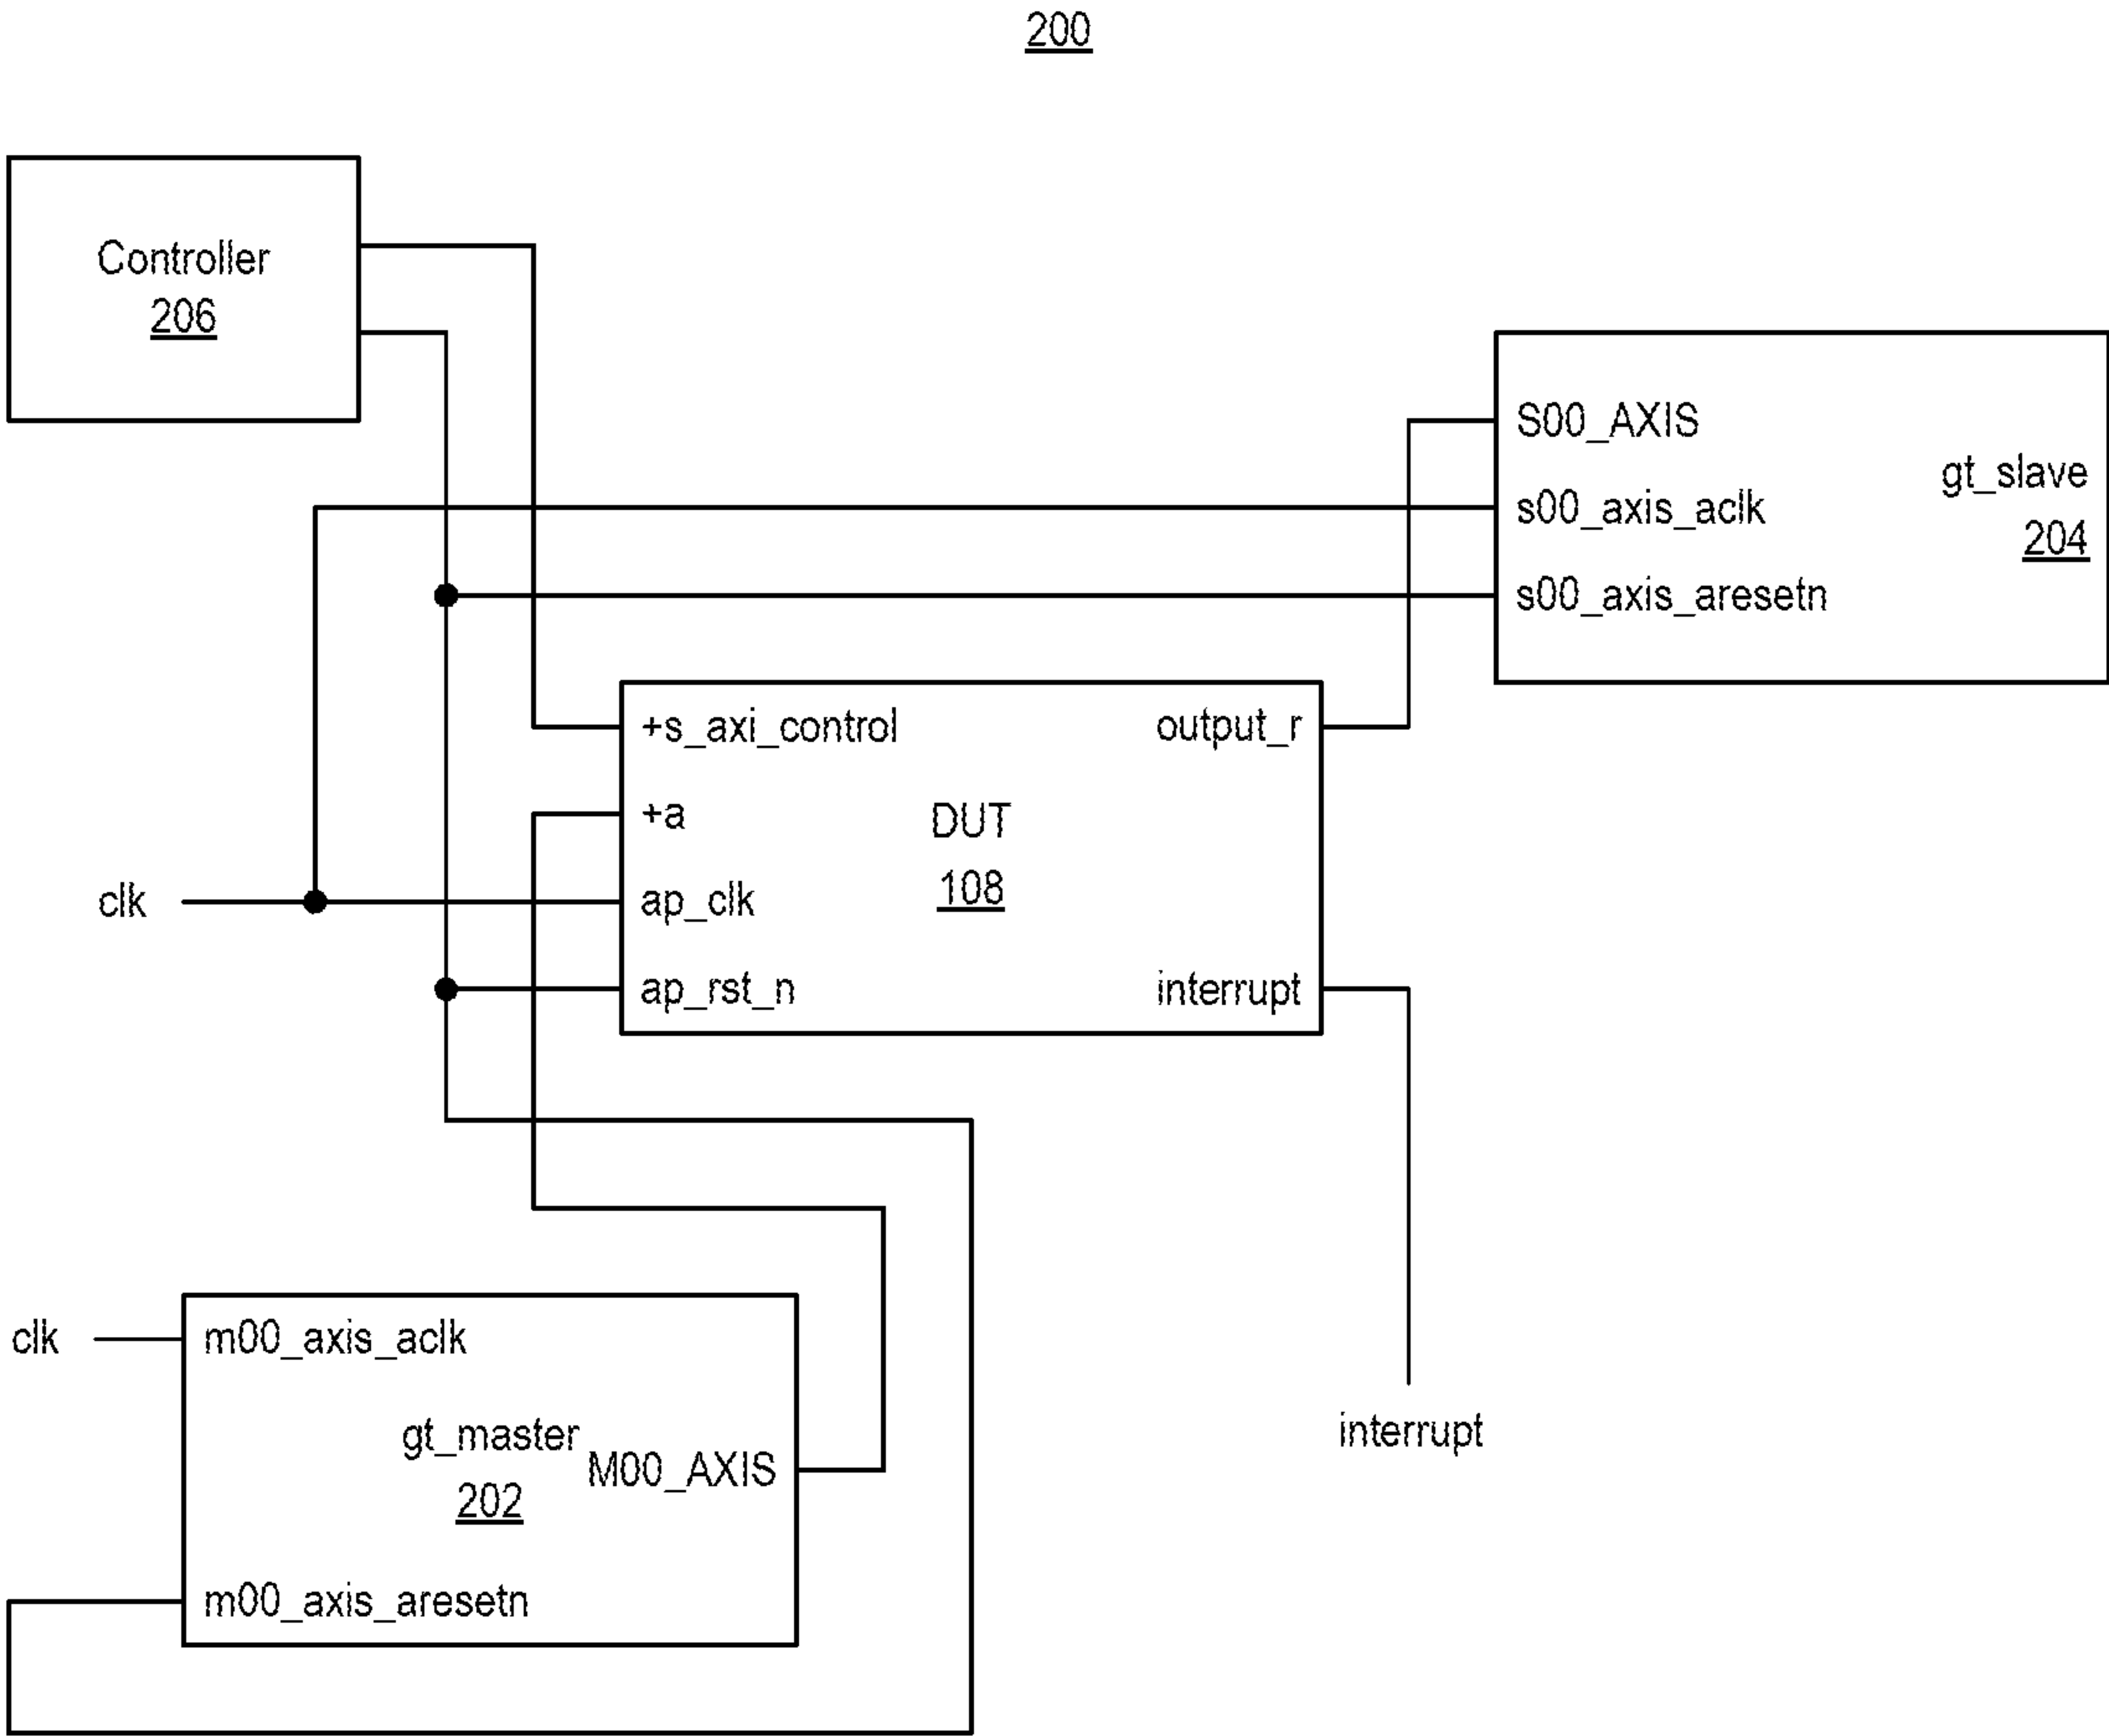 200
Controller
206
S00_AXIS
gt_slave
s00_axis_aclk
204
s00_axis_aresetn
+s_axi_control
output_r
+a
DUT
108
clk
ap_clk
ap_rst_n
interrupt
clk
m00_axis_aclk
gt_master
M00_AXIS
202
m00_axis_aresetn
interrupt